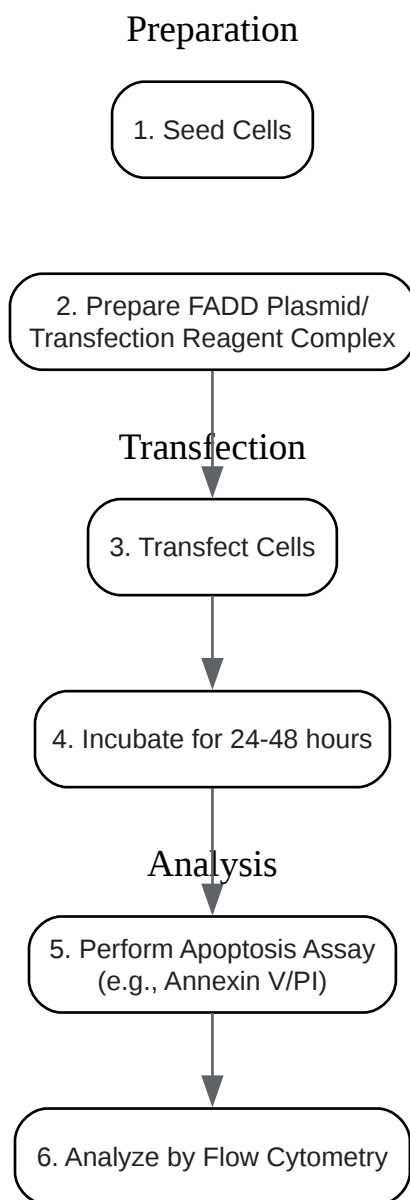 Preparation
1. Seed Cells
2. Prepare FADD Plasmid/
Transfection Reagent Complex
Transfection
3. Transfect Cells
4. Incubate for 24-48 hours
Analysis
5. Perform Apoptosis Assay
(e.g., Annexin V/PI)
6. Analyze by Flow Cytometry